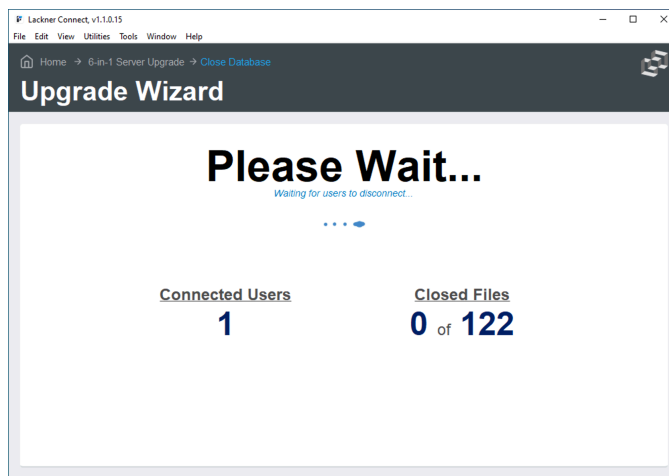 Lackner Connect, v1.1.0.15
File Edit View Utilities Tools Window Help
Home → 6-in-1 Server Upgrade → Close Database
Upgrade Wizard
Please Wait...
Waiting for users to disconnect...
Connected Users Closed Files
1 0 of 122